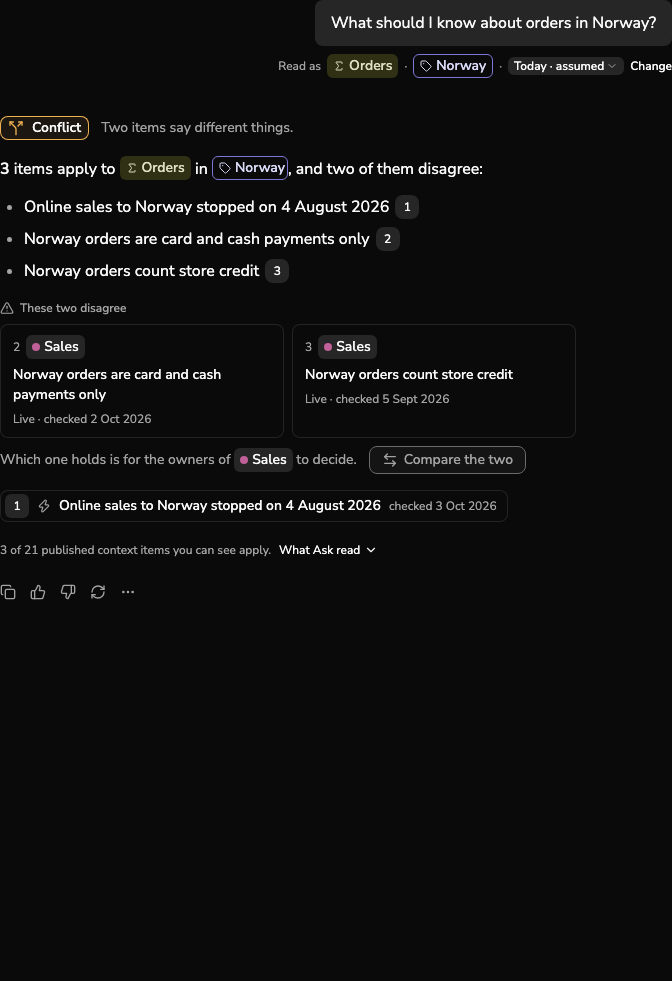 What should I know about orders in Norway?
Read as Σ Orders · Norway · Today · assumed Change
Conflict Two items say different things.
3 items apply to Σ Orders in Norway, and two of them disagree:
• Online sales to Norway stopped on 4 August 2026 1
• Norway orders are card and cash payments only 2
• Norway orders count store credit 3
These two disagree
2 Sales
Norway orders are card and cash
payments only
Live · checked 2 Oct 2026
3 Sales
Norway orders count store credit
Live · checked 5 Sept 2026
Which one holds is for the owners of Sales to decide. Compare the two
1 Online sales to Norway stopped on 4 August 2026 checked 3 Oct 2026
3 of 21 published context items you can see apply. What Ask read